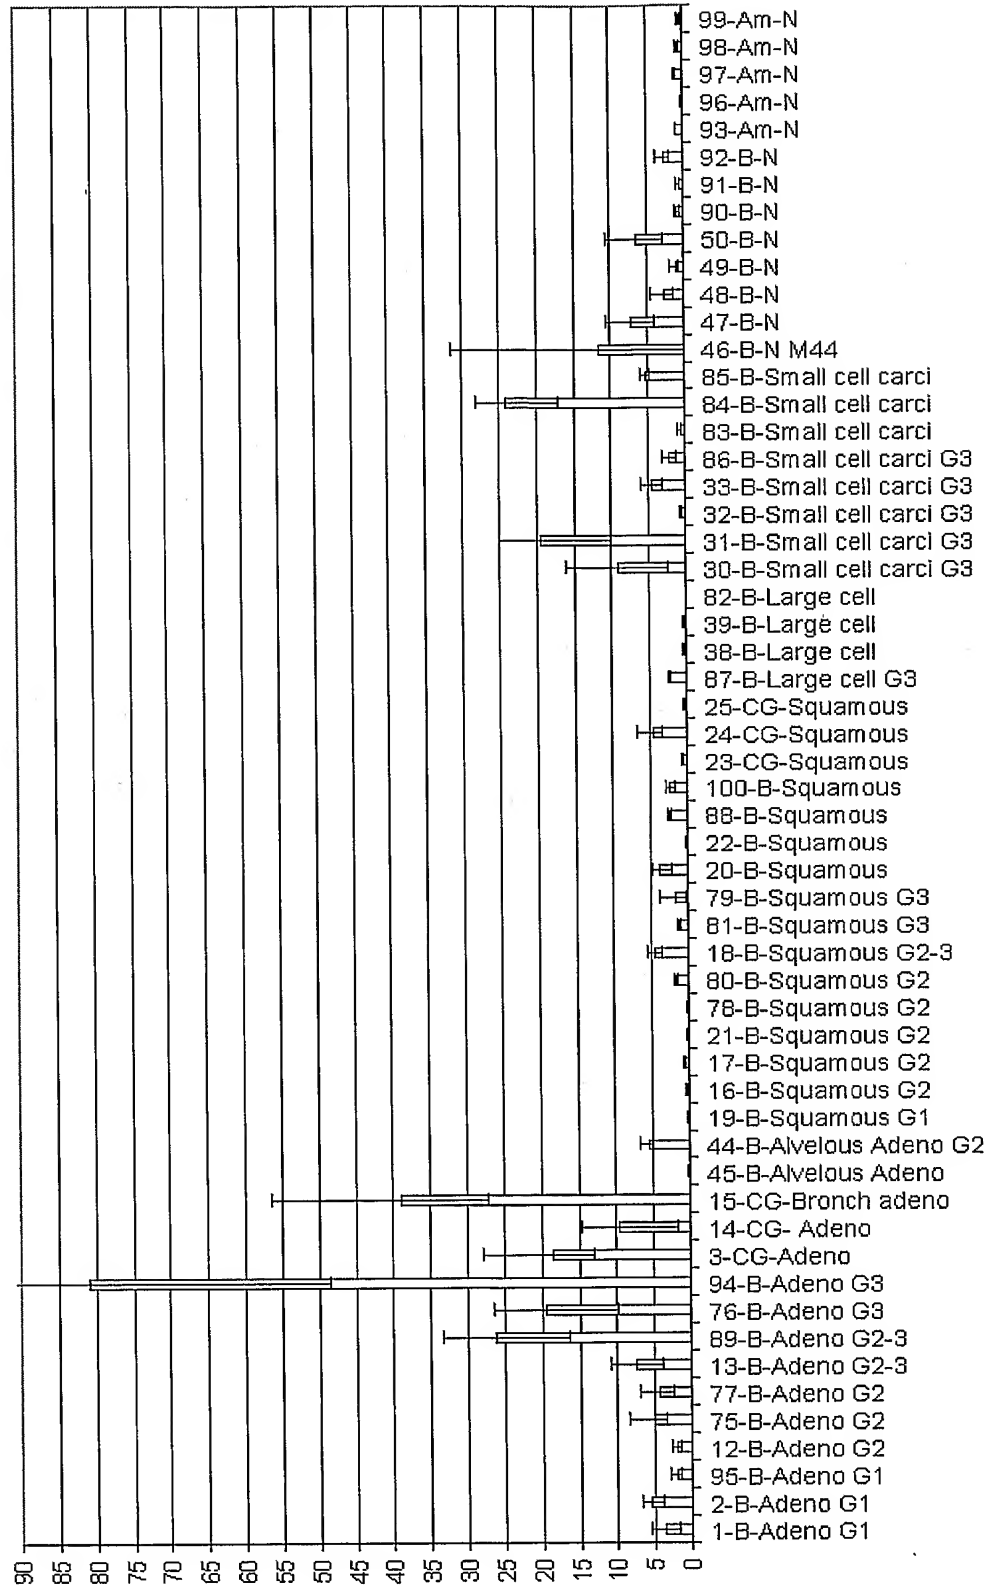 99-Am-N
98-Am-N
97-Am-N
96-Am-N
93-Am-N
92-B-N
91-B-N
90-B-N
50-B-N
49-B-N
48-B-N
47-B-N
46-B-N M44
85-B-Small cell carci
84-B-Small cell carci
83-B-Small cell carci
86-B-Small cell carci G3
33-B-Small cell carci G3
32-B-Small cell carci G3
31-B-Small cell carci G3
30-B-Small cell carci G3
82-B-Large cell
39-B-Large cell
38-B-Large cell
87-B-Large cell G3
25-CG-Squamous
24-CG-Squamous
23-CG-Squamous
100-B-Squamous
88-B-Squamous
22-B-Squamous
20-B-Squamous
79-B-Squamous G3
81-B-Squamous G3
18-B-Squamous G2-3
80-B-Squamous G2
78-B-Squamous G2
21-B-Squamous G2
17-B-Squamous G2
16-B-Squamous G2
19-B-Squamous G1
44-B-Alvelous Adeno G2
45-B-Alvelous Adeno
15-CG-Bronch adeno
14-CG- Adeno
3-CG-Adeno
94-B-Adeno G3
76-B-Adeno G3
89-B-Adeno G2-3
13-B-Adeno G2-3
77-B-Adeno G2
75-B-Adeno G2
12-B-Adeno G2
95-B-Adeno G1
2-B-Adeno G1
1-B-Adeno G1
90 85 80 75 70 65 60 55 50 45 40 35 30 25 20 15 10 5 0